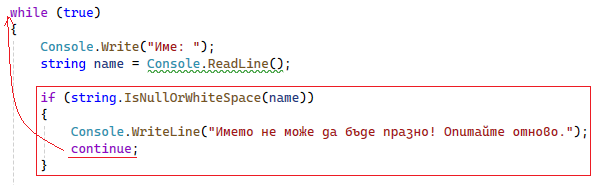 while (true)
{
Console.Write("Име: ");
string name = Console.ReadLine();
if (string.IsNullOrWhiteSpace(name))
{
Console.WriteLine("Името не може да бъде празно! Опитайте отново.");
continue;
}